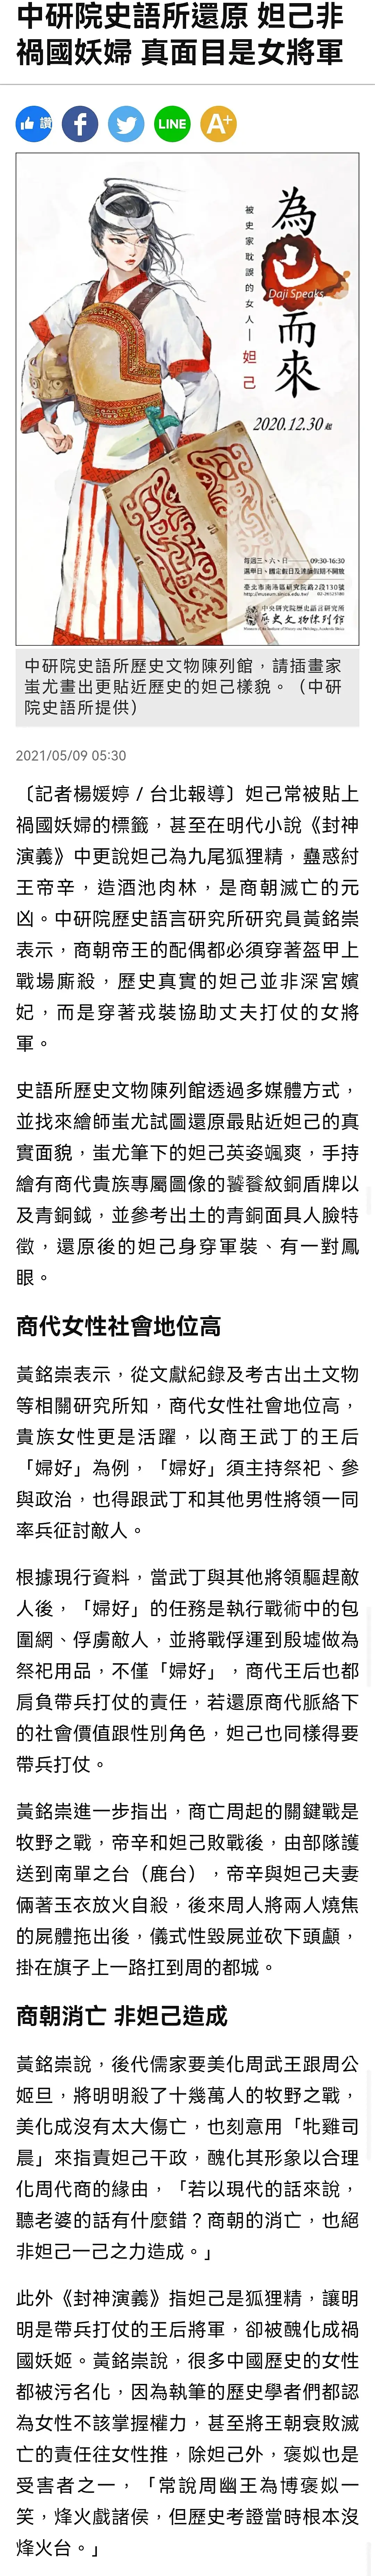 中研院史語所還原 妲己非
禍國妖婦 真面目是女將軍
讚
LINE
A+
為
己
而
來
Daji Speaks
被史家耽誤的女人—妲己
2020.12.30起
每週三、六、日 09:30-16:30
選舉日、國定假日及連續假期不開放
臺北市南港區研究院路2段130號
中央研究院歷史語言研究所
歷史文物陳列館
中研院史語所歷史文物陳列館，請插畫家
蚩尤畫出更貼近歷史的妲己樣貌。（中研
院史語所提供）
2021/05/09 05:30
〔記者楊媛婷／台北報導〕妲己常被貼上
禍國妖婦的標籤，甚至在明代小說《封神
演義》中更說妲己為九尾狐狸精，蠱惑紂
王帝辛，造酒池肉林，是商朝滅亡的元
凶。中研院歷史語言研究所研究員黃銘崇
表示，商朝帝王的配偶都必須穿著盔甲上
戰場廝殺，歷史真實的妲己並非深宮嬪
妃，而是穿著戎裝協助丈夫打仗的女將
軍。
史語所歷史文物陳列館透過多媒體方式，
並找來繪師蚩尤試圖還原最貼近妲己的真
實面貌，蚩尤筆下的妲己英姿颯爽，手持
繪有商代貴族專屬圖像的饕餮紋銅盾牌以
及青銅鉞，並參考出土的青銅面具人臉特
徵，還原後的妲己身穿軍裝、有一對鳳
眼。
商代女性社會地位高
黃銘崇表示，從文獻紀錄及考古出土文物
等相關研究所知，商代女性社會地位高，
貴族女性更是活躍，以商王武丁的王后
「婦好」為例，「婦好」須主持祭祀、參
與政治，也得跟武丁和其他男性將領一同
率兵征討敵人。
根據現行資料，當武丁與其他將領驅趕敵
人後，「婦好」的任務是執行戰術中的包
圍網、俘虜敵人，並將戰俘運到殷墟做為
祭祀用品，不僅「婦好」，商代王后也都
肩負帶兵打仗的責任，若還原商代脈絡下
的社會價值跟性別角色，妲己也同樣得要
帶兵打仗。
黃銘崇進一步指出，商亡周起的關鍵戰是
牧野之戰，帝辛和妲己敗戰後，由部隊護
送到南單之台（鹿台），帝辛與妲己夫妻
倆著玉衣放火自殺，後來周人將兩人燒焦
的屍體拖出後，儀式性毀屍並砍下頭顱，
掛在旗子上一路扛到周的都城。
商朝消亡 非妲己造成
黃銘崇說，後代儒家要美化周武王跟周公
姬旦，將明明殺了十幾萬人的牧野之戰，
美化成沒有太大傷亡，也刻意用「牝雞司
晨」來指責妲己干政，醜化其形象以合理
化周代商的緣由，「若以現代的話來說，
聽老婆的話有什麼錯？商朝的消亡，也絕
非妲己一己之力造成。」
此外《封神演義》指妲己是狐狸精，讓明
明是帶兵打仗的王后將軍，卻被醜化成禍
國妖姬。黃銘崇說，很多中國歷史的女性
都被污名化，因為執筆的歷史學者們都認
為女性不該掌握權力，甚至將王朝衰敗滅
亡的責任往女性推，除妲己外，褒姒也是
受害者之一，「常說周幽王為博褒姒一
笑，烽火戲諸侯，但歷史考證當時根本沒
烽火台。」